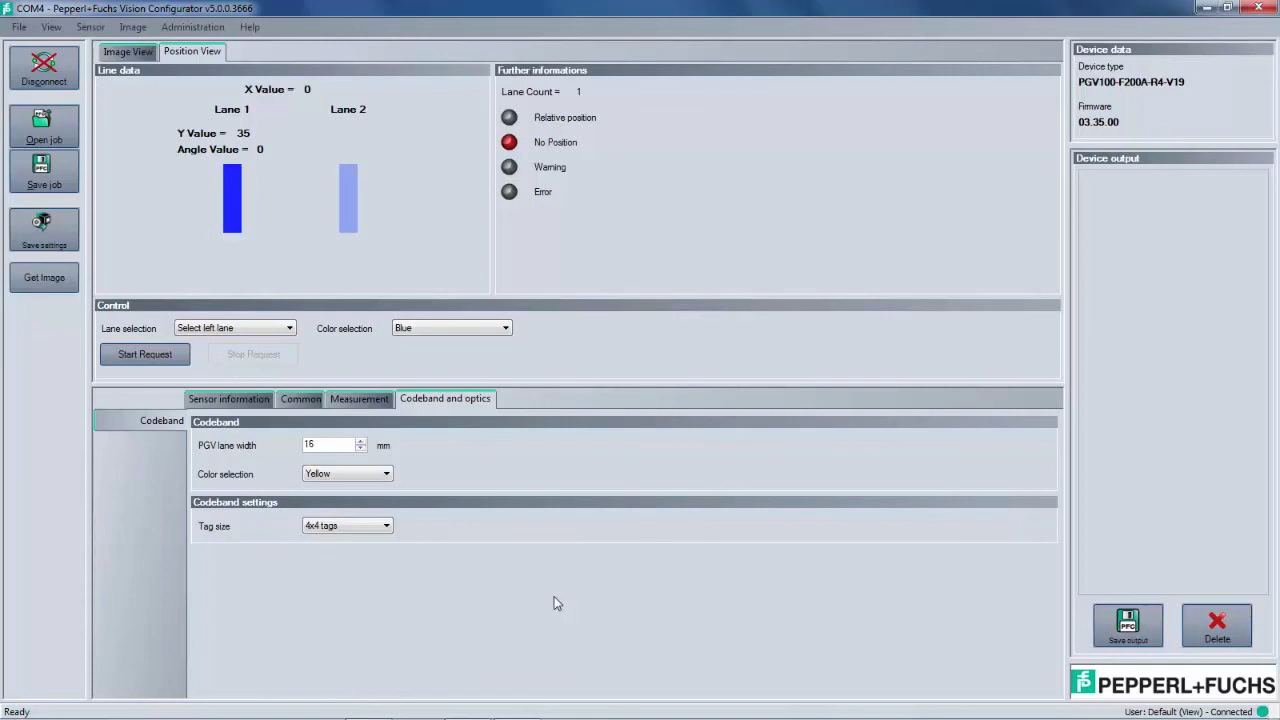 COM4 - Pepperl+Fuchs Vision Configurator v5.0.0.3666
File View Sensor Image Administration Help
Disconnect
Open job
Save job
Save settings
Get Image
Image View Position View
Line data
X Value = 0
Lane 1 Lane 2
Y Value = 35
Angle Value = 0
Further informations
Lane Count = 1
Relative position
No Position
Warning
Error
Control
Lane selection Select left lane Color selection Blue
Start Request Stop Request
Sensor information Common Measurement Codeband and optics
Codeband
Codeband
PGV lane width 16 mm
Color selection Yellow
Codeband settings
Tag size 4x4 tags
Device data
Device type
PGV100-F200A-R4-V19
Firmware
03.35.00
Device output
PFC
Save output
Delete
PEPPERL+FUCHS
Ready
User: Default (View) - Connected